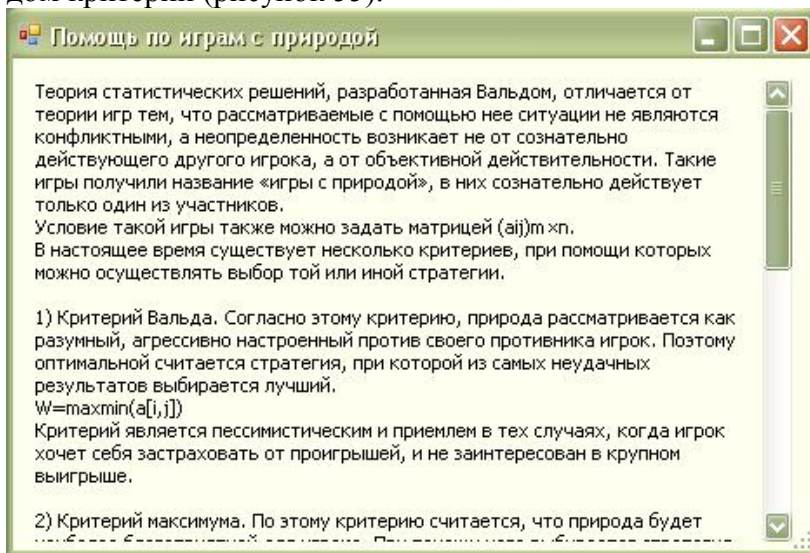 дом критерии (рисунок 33).
Помощь по играм с природой
Теория статистических решений, разработанная Вальдом, отличается от
теории игр тем, что рассматриваемые с помощью нее ситуации не являются
конфликтными, а неопределенность возникает не от сознательно
действующего другого игрока, а от объективной действительности. Такие
игры получили название «игры с природой», в них сознательно действует
только один из участников.
Условие такой игры также можно задать матрицей (aij)m×n.
В настоящее время существует несколько критериев, при помощи которых
можно осуществлять выбор той или иной стратегии.
1) Критерий Вальда. Согласно этому критерию, природа рассматривается как
разумный, агрессивно настроенный против своего противника игрок. Поэтому
оптимальной считается стратегия, при которой из самых неудачных
результатов выбирается лучший.
W=maxmin(a[i,j])
Критерий является пессимистическим и приемлем в тех случаях, когда игрок
хочет себя застраховать от проигрышей, и не заинтересован в крупном
выигрыше.
2) Критерий максимума. По этому критерию считается, что природа будет